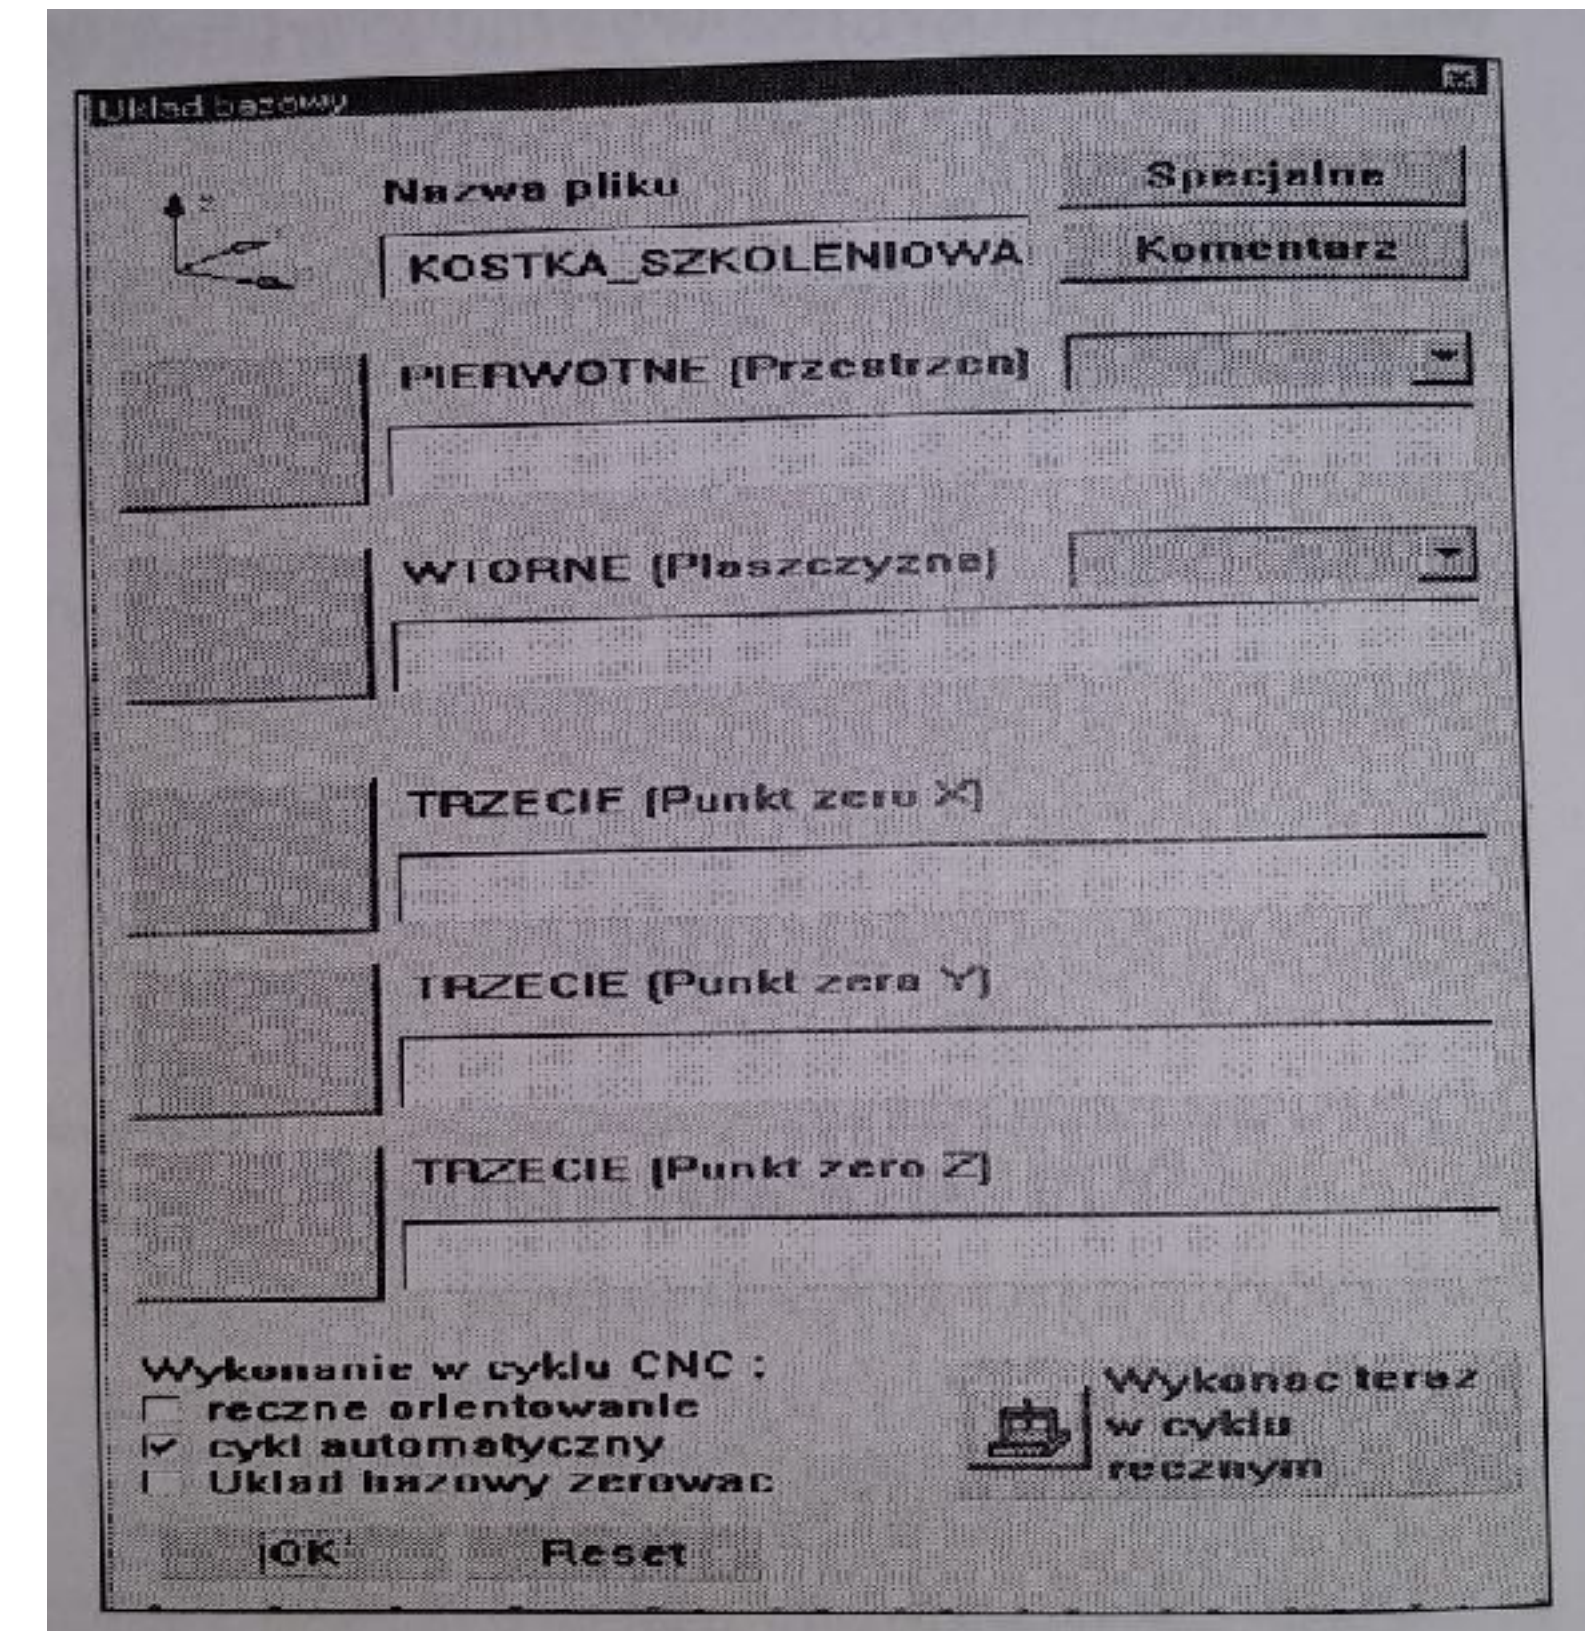 Uklad bazowy
Nazwa pliku
Specjalne
KOSTKA_SZKOLENIOWA
Komentarz
z
PIERWOTNE (Przestrzen)
WTORNE (Plaszczyzna)
TRZECIE (Punkt zero X)
TRZECIE (Punkt zero Y)
TRZECIE (Punkt zero Z)
Wykonanie w cyklu CNC :
reczne orientowanie
cykl automatyczny
Uklad bazowy zerowac
Wykonac teraz
w cyklu
recznym
OK
Reset